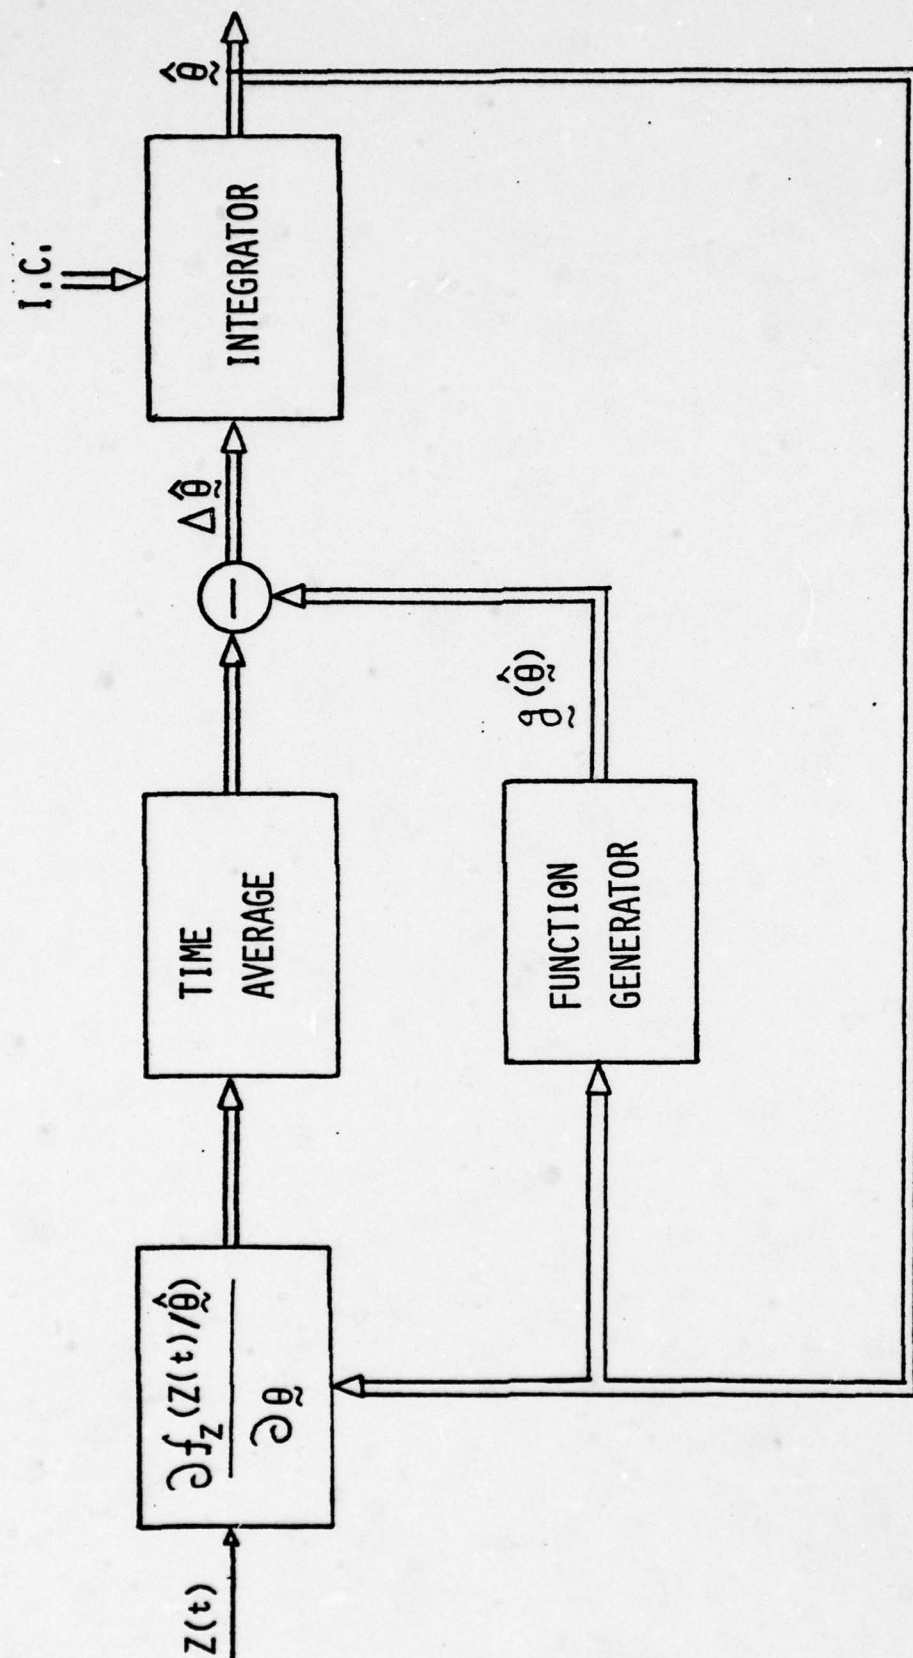 I.C.
Z(t)
∂f_Z(Z(t)/θ̰̂)
∂θ̰
TIME
AVERAGE
Δθ̰̂
INTEGRATOR
θ̰̂
FUNCTION
GENERATOR
g̰(θ̰̂)